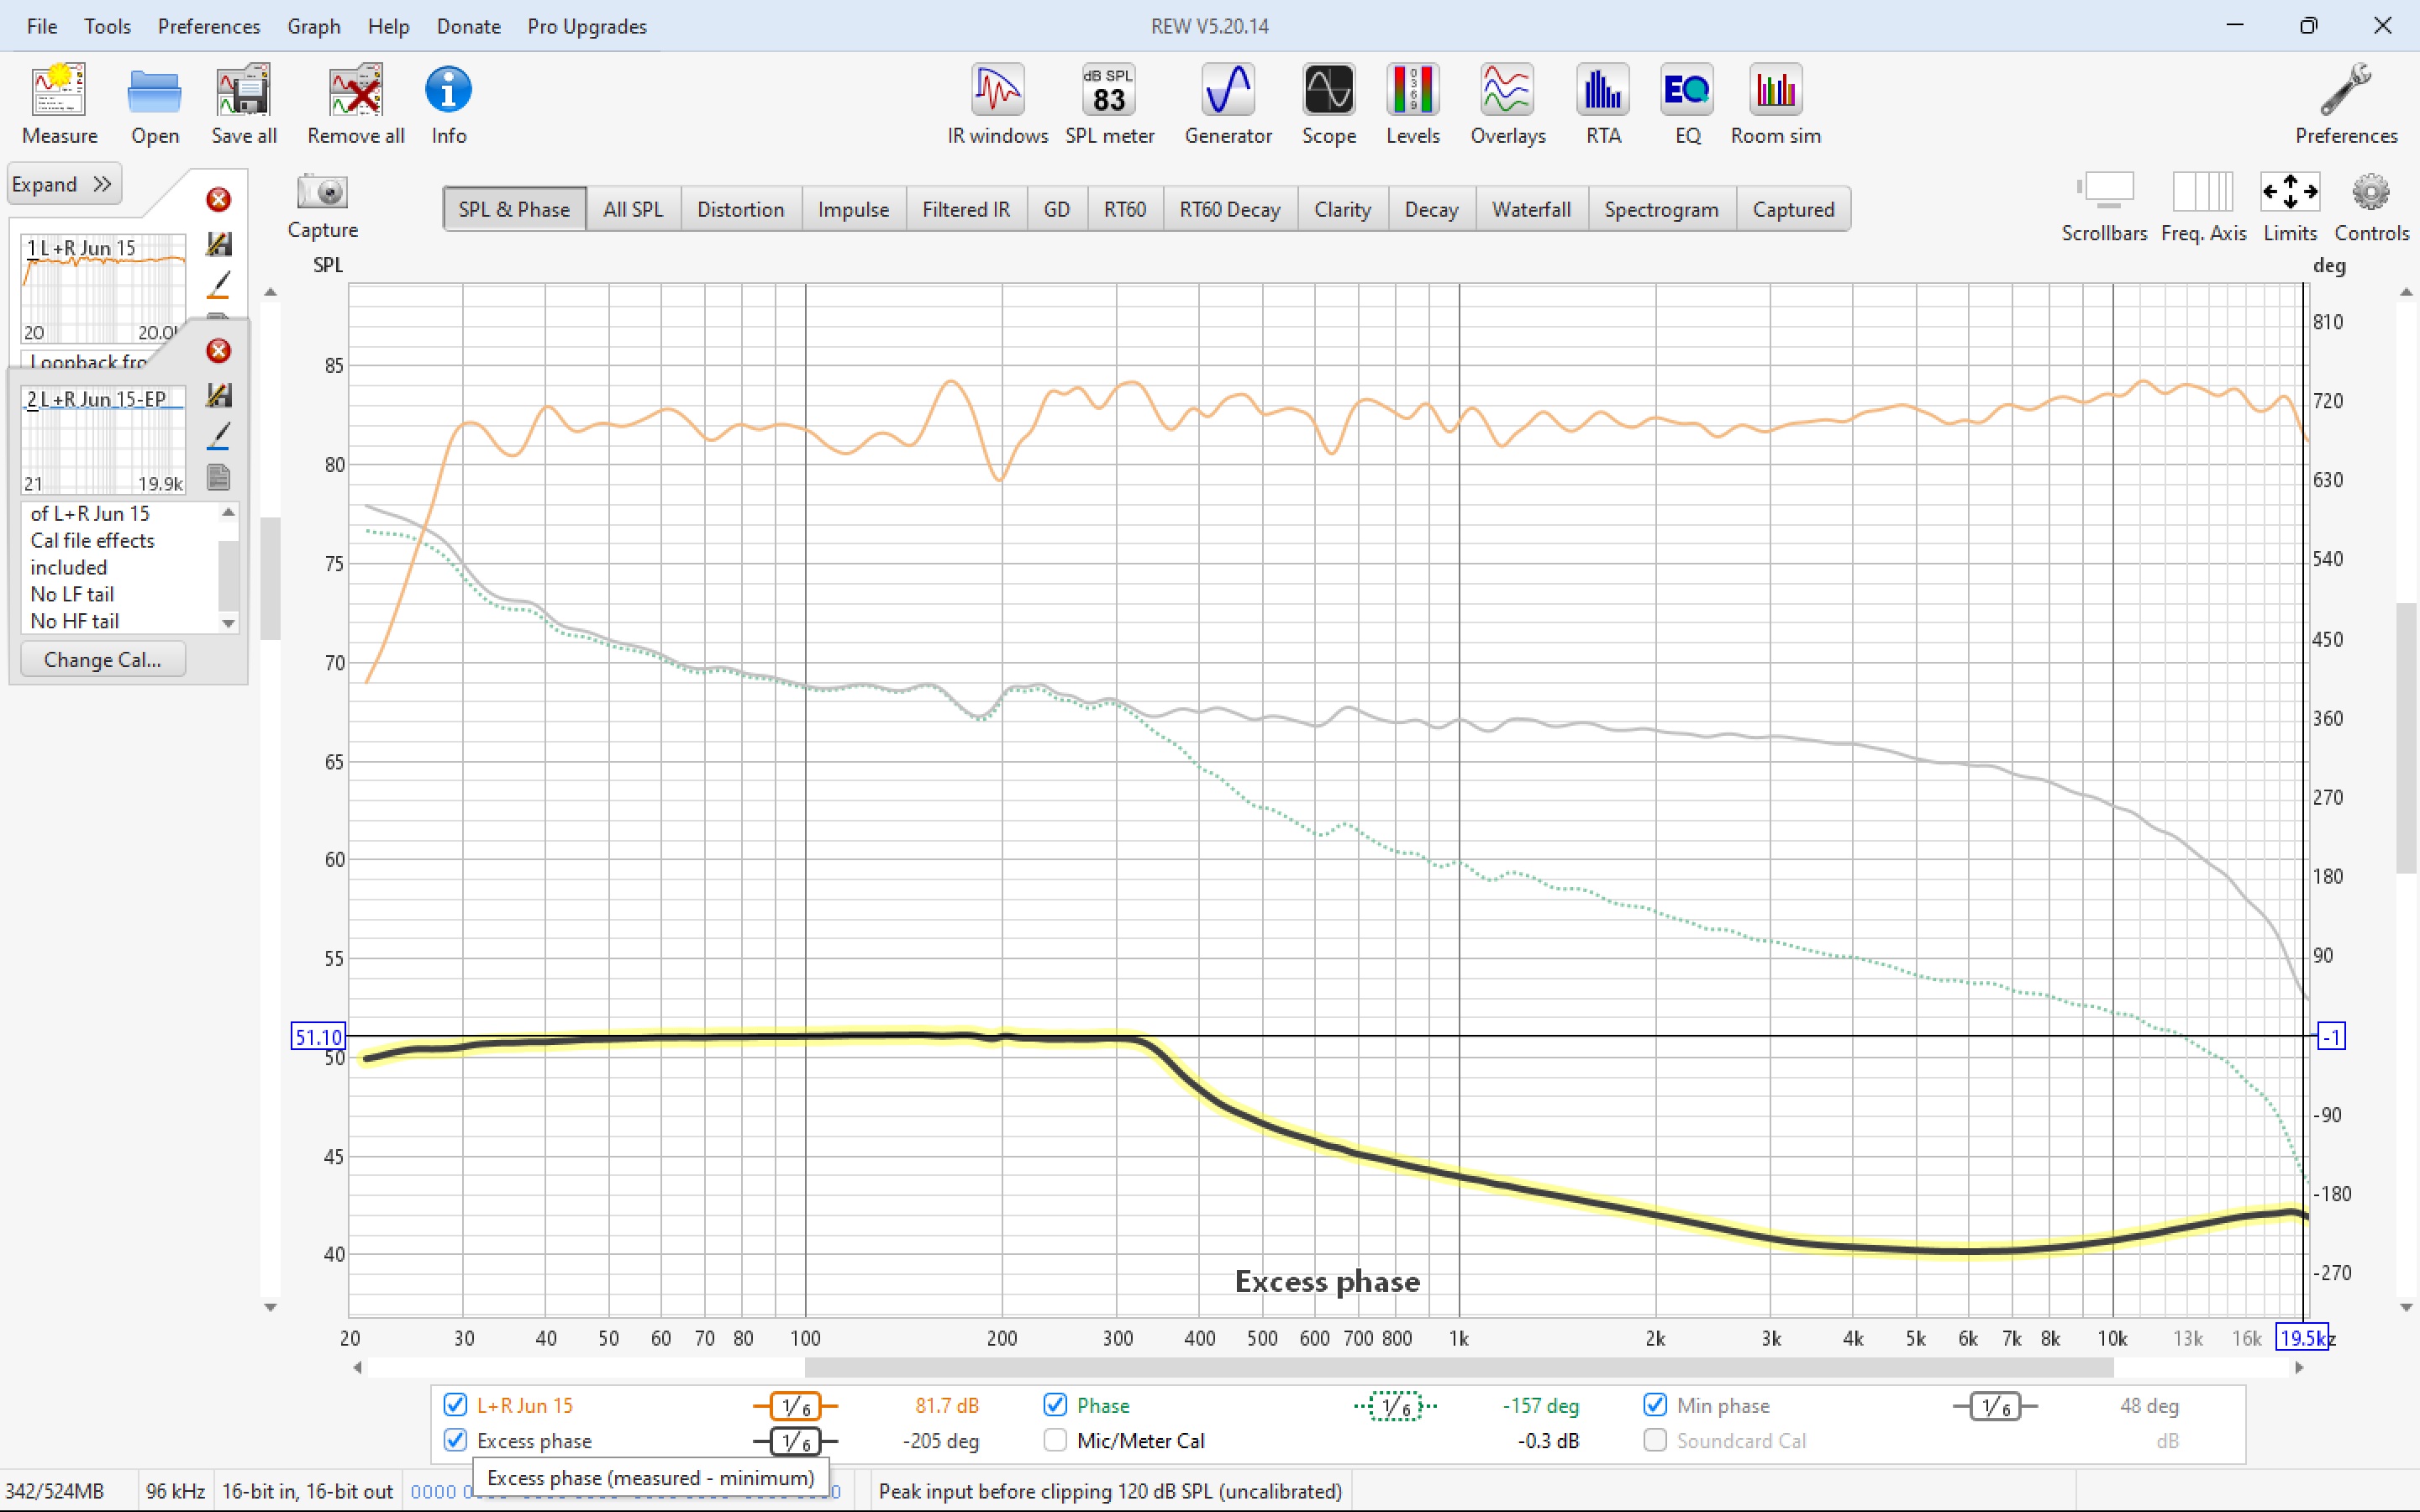 File Tools Preferences Graph Help Donate Pro Upgrades REW V5.20.14
Measure Open Save all Remove all Info IR windows dB SPL 83 SPL meter Generator Scope 0 3 6 9 Levels Overlays RTA EQ EQ Room sim Preferences
Expand
Capture
SPL & Phase All SPL Distortion Impulse Filtered IR GD RT60 RT60 Decay Clarity Decay Waterfall Spectrogram Captured
Scrollbars Freq. Axis Limits Controls
1 L+R Jun 15
20 20.0
Loopback fro
2 L+R Jun 15-EP
21 19.9k
of L+R Jun 15
Cal file effects
included
No LF tail
No HF tail
Change Cal...
SPL
85
80
75
70
65
60
55
51.10
50
45
40
deg
810
720
630
540
450
360
270
180
90
-1
-90
-180
-270
Excess phase
20 30 40 50 60 70 80 100 200 300 400 500 600 700 800 1k 2k 3k 4k 5k 6k 7k 8k 10k 13k 16k 19.5kz
L+R Jun 15 1/6 81.7 dB Phase 1/6 -157 deg Min phase 1/6 48 deg
Excess phase 1/6 -205 deg Mic/Meter Cal -0.3 dB Soundcard Cal dB
Excess phase (measured - minimum)
342/524MB 96 kHz 16-bit in, 16-bit out 0000 0 Peak input before clipping 120 dB SPL (uncalibrated)